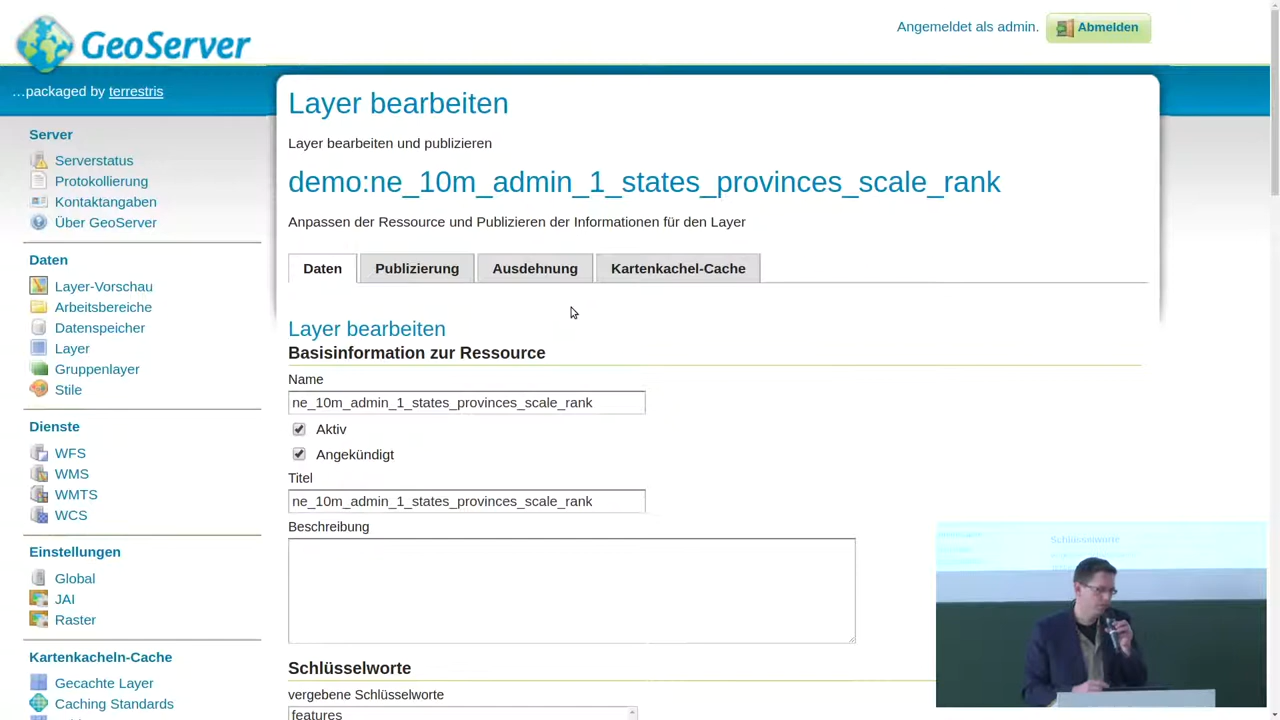 GeoServer
Angemeldet als admin.
Abmelden
...packaged by terrestris
Server
Serverstatus
Protokollierung
Kontaktangaben
Über GeoServer
Daten
Layer-Vorschau
Arbeitsbereiche
Datenspeicher
Layer
Gruppenlayer
Stile
Dienste
WFS
WMS
WMTS
WCS
Einstellungen
Global
JAI
Raster
Kartenkacheln-Cache
Gecachte Layer
Caching Standards
Layer bearbeiten
Layer bearbeiten und publizieren
demo:ne_10m_admin_1_states_provinces_scale_rank
Anpassen der Ressource und Publizieren der Informationen für den Layer
Daten
Publizierung
Ausdehnung
Kartenkachel-Cache
Layer bearbeiten
Basisinformation zur Ressource
Name
ne_10m_admin_1_states_provinces_scale_rank
Aktiv
Angekündigt
Titel
ne_10m_admin_1_states_provinces_scale_rank
Beschreibung
Schlüsselworte
vergebene Schlüsselworte
features
Schlüsselworte